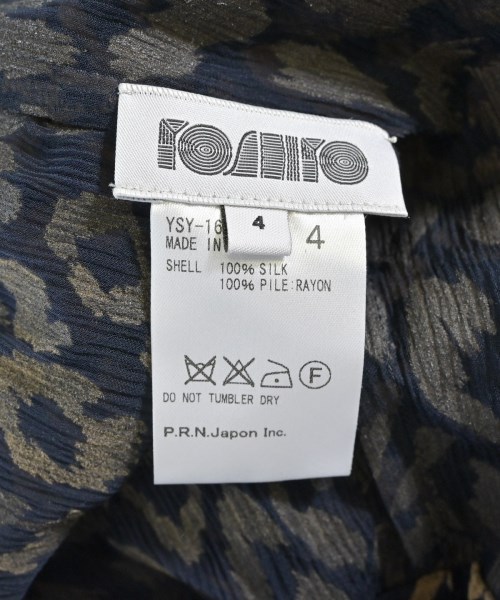 YOSHIYO
YSY-16
4
4
MADE IN
SHELL 100% SILK
100% PILE:RAYON
F
DO NOT TUMBLER DRY
P.R.N.Japon Inc.